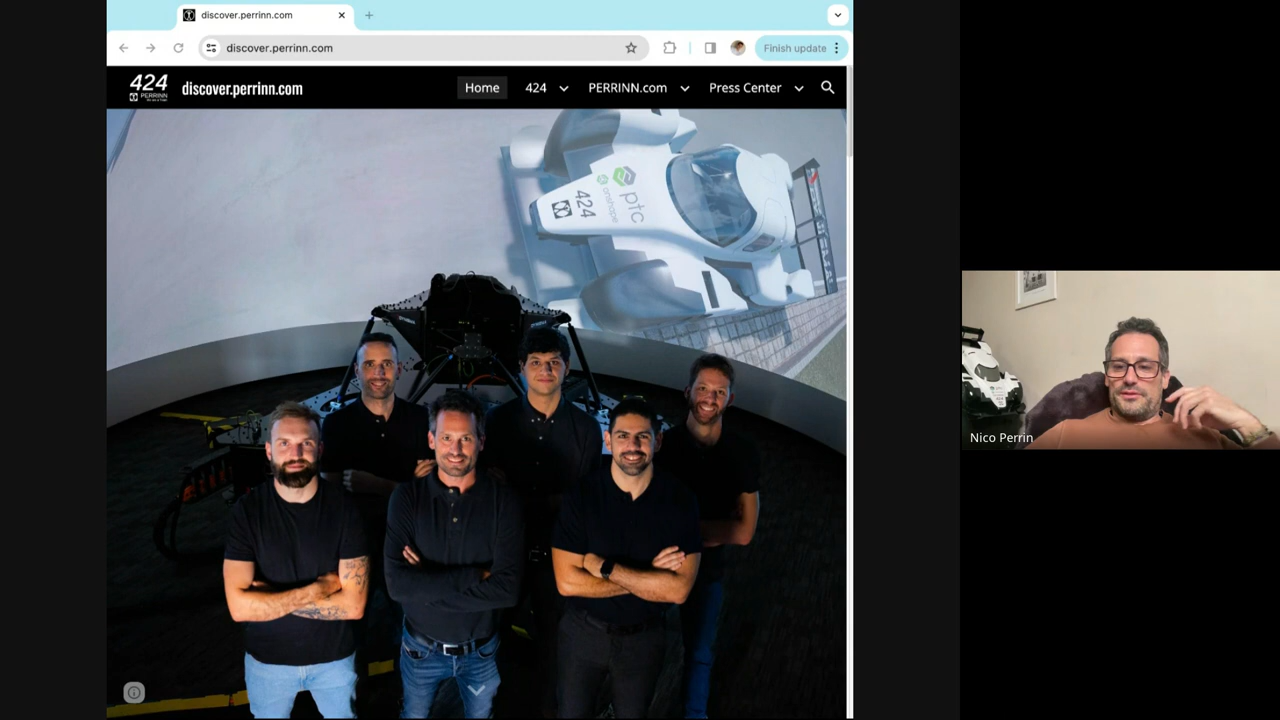 discover.perrinn.com
discover.perrinn.com
Finish update
424
PERRINN
discover.perrinn.com
Home
424
PERRINN.com
Press Center
424
onshape
ptc
Nico Perrin